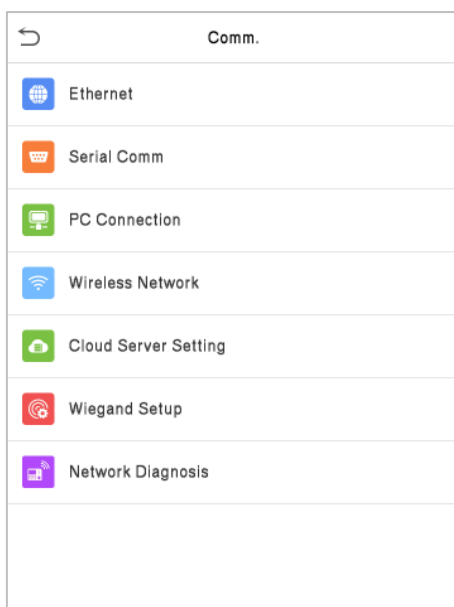 Comm.
Ethernet
Serial Comm
PC Connection
Wireless Network
Cloud Server Setting
Wiegand Setup
Network Diagnosis